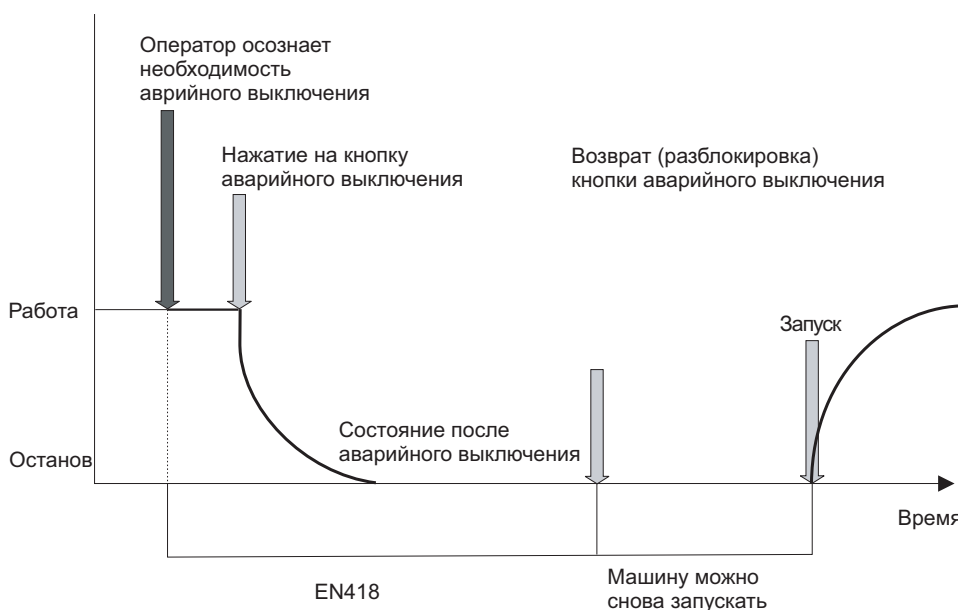 Оператор осознает
необходимость
аврийного выключения
Нажатие на кнопку
аварийного выключения
Возврат (разблокировка)
кнопки аварийного выключения
Работа
Запуск
Состояние после
аварийного выключения
Останов
Время
EN418
Машину можно
снова запускать